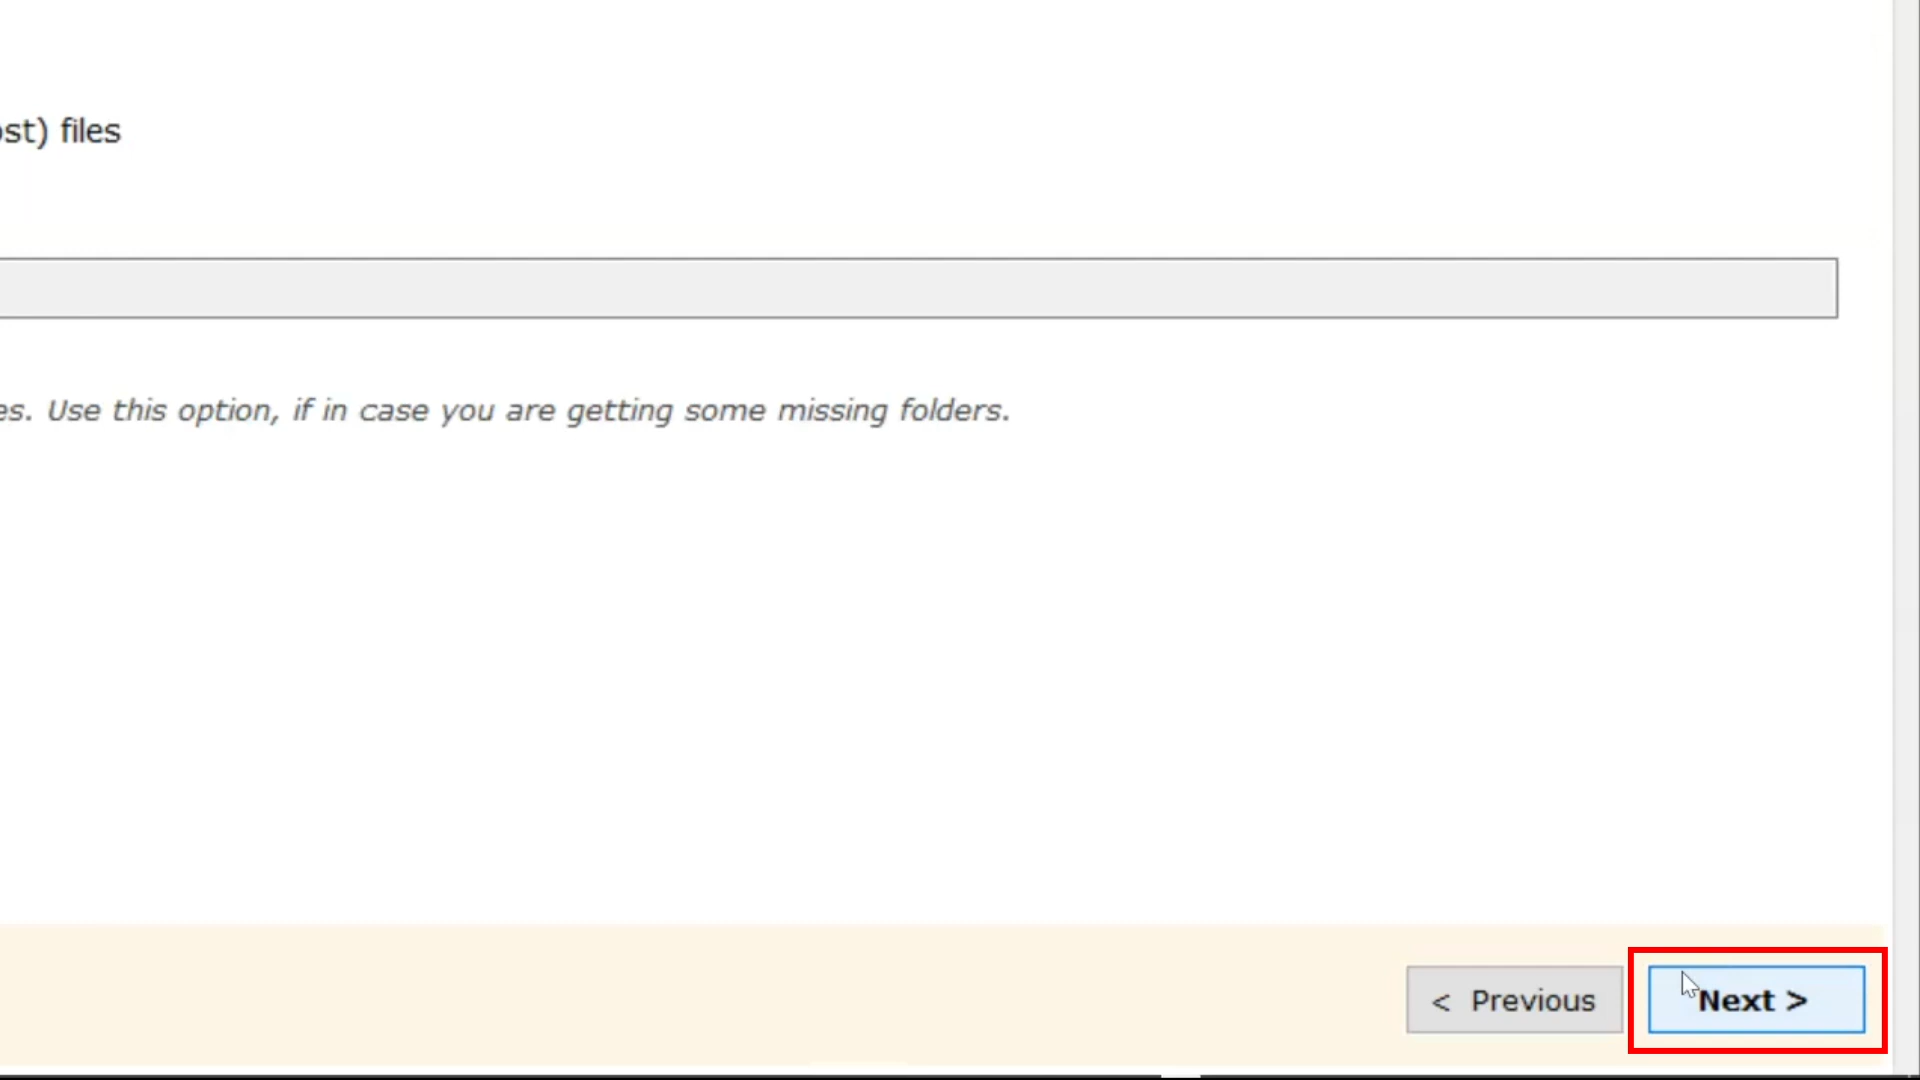 st) files
es. Use this option, if in case you are getting some missing folders.
< Previous
Next >